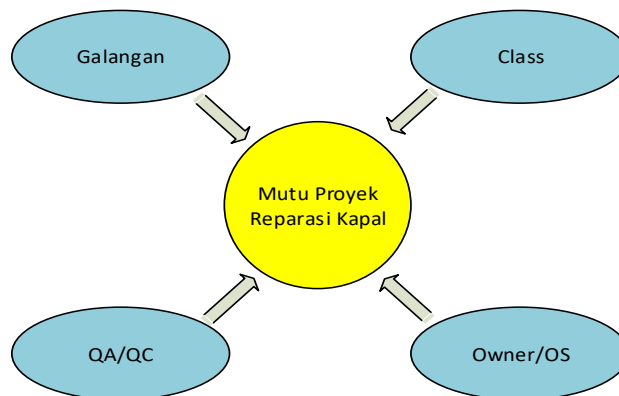 Galangan
Class
Mutu Proyek
Reparasi Kapal
QA/QC
Owner/OS